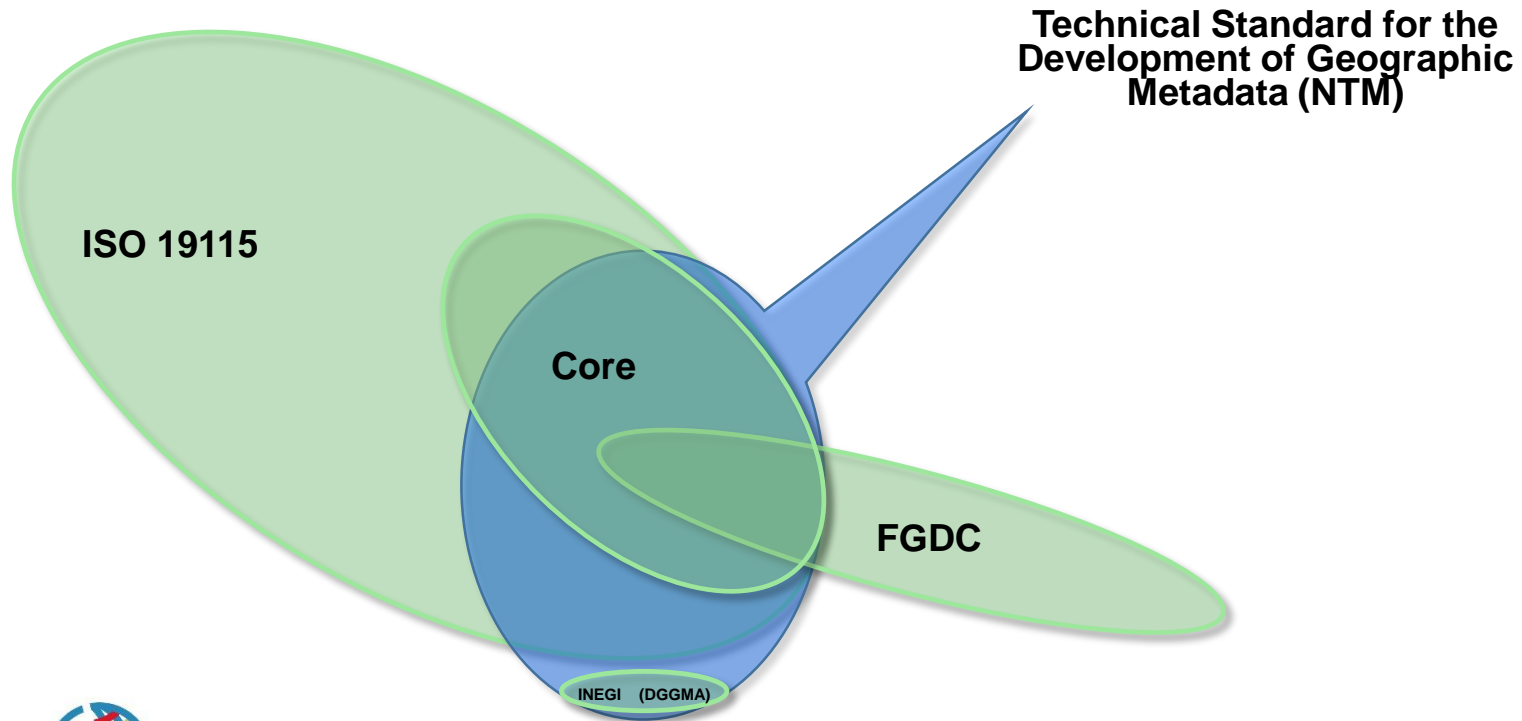 Technical Standard for the
Development of Geographic
Metadata (NTM)
ISO 19115
Core
FGDC
INEGI (DGGMA)